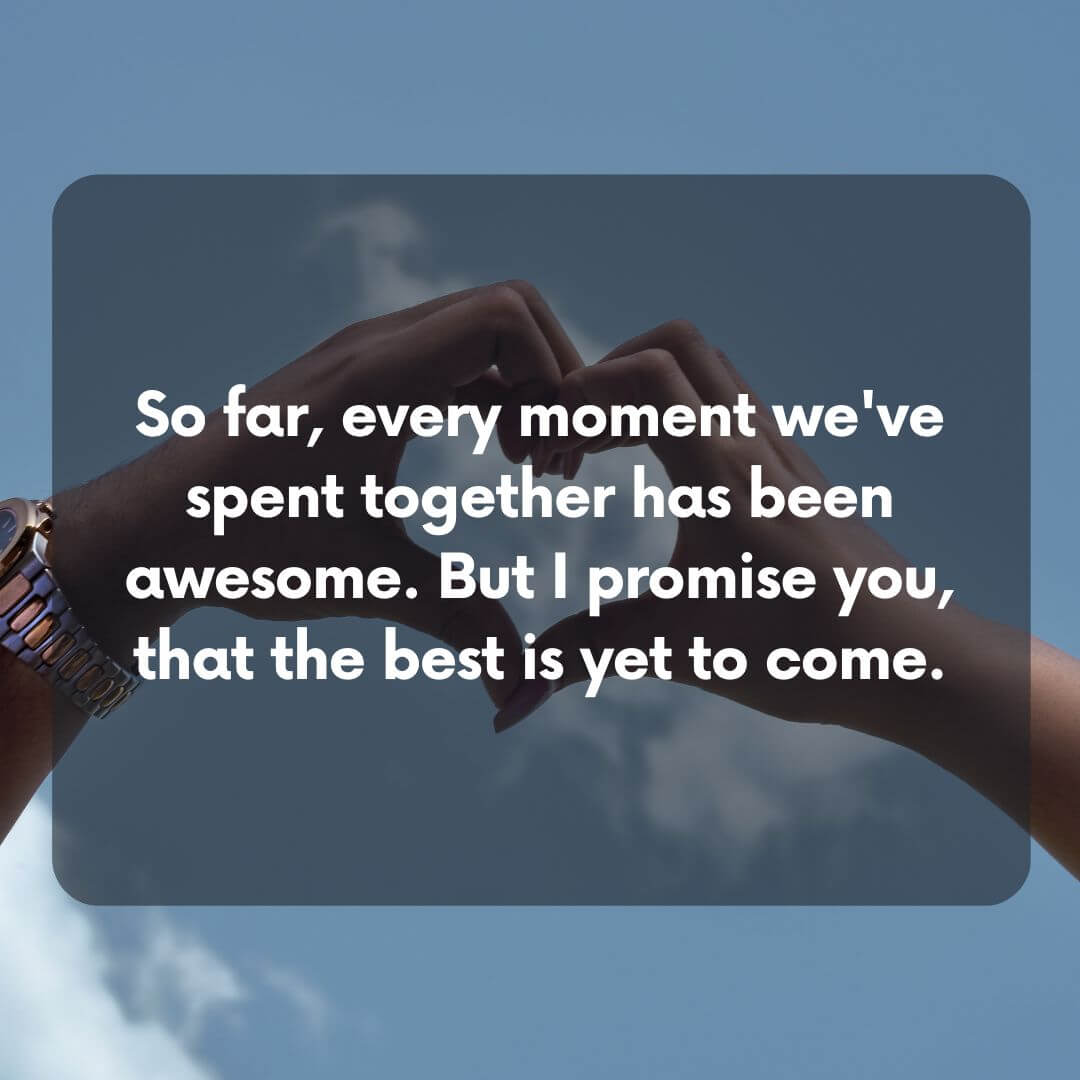 So far, every moment we've
spent together has been
awesome. But I promise you,
that the best is yet to come.